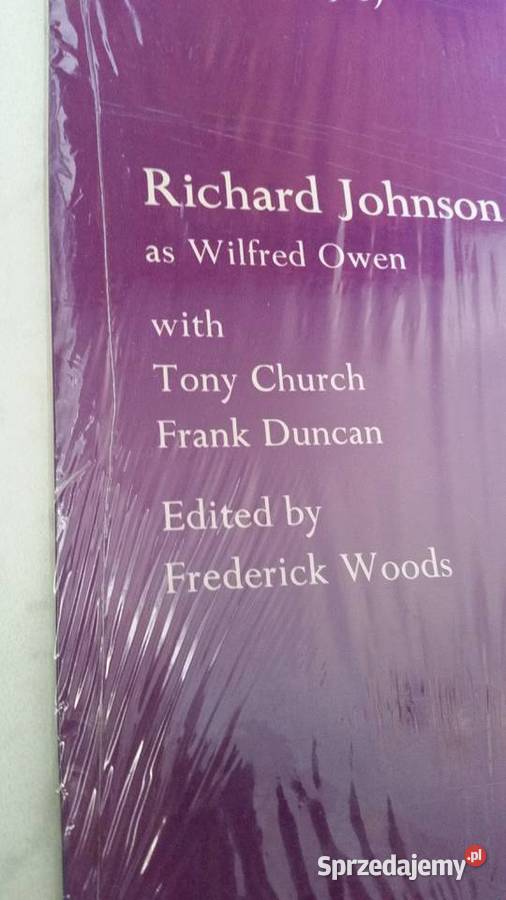 Richard Johnson
as Wilfred Owen
with
Tony Church
Frank Duncan
Edited by
Frederick Woods
Sprzedajemy.pl